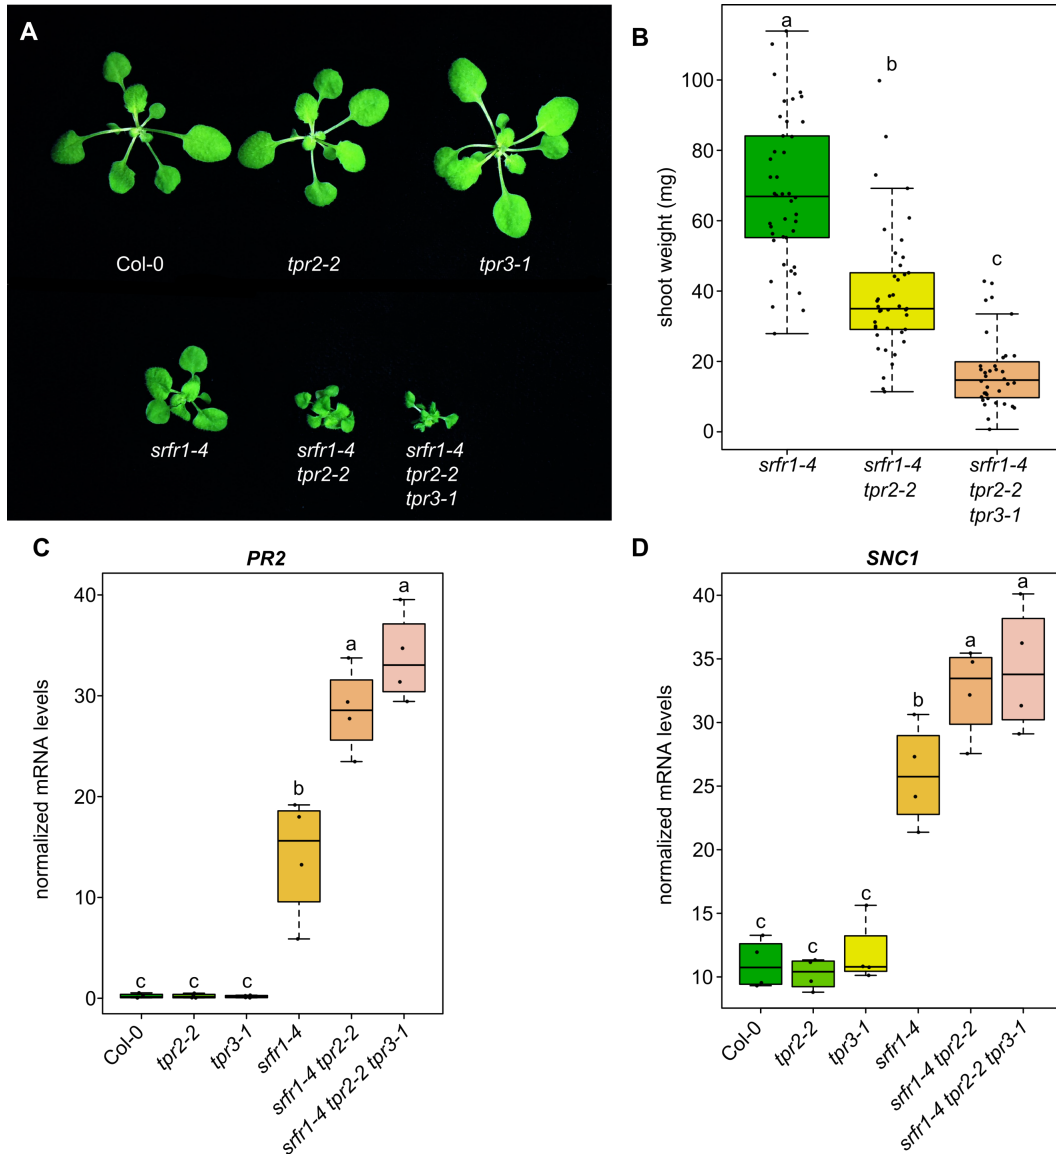 A
Col-0
tpr2-2
tpr3-1
srfr1-4
srfr1-4
tpr2-2
srfr1-4
tpr2-2
tpr3-1
B
shoot weight (mg)
100
80
60
40
20
0
a
b
c
srfr1-4
srfr1-4
tpr2-2
srfr1-4
tpr2-2
tpr3-1
C
PR2
normalized mRNA levels
40
30
20
10
0
c
c
c
b
a
a
Col-0
tpr2-2
tpr3-1
srfr1-4
srfr1-4 tpr2-2
srfr1-4 tpr2-2 tpr3-1
D
SNC1
normalized mRNA levels
40
35
30
25
20
15
10
c
c
c
b
a
a
Col-0
tpr2-2
tpr3-1
srfr1-4
srfr1-4 tpr2-2
srfr1-4 tpr2-2 tpr3-1